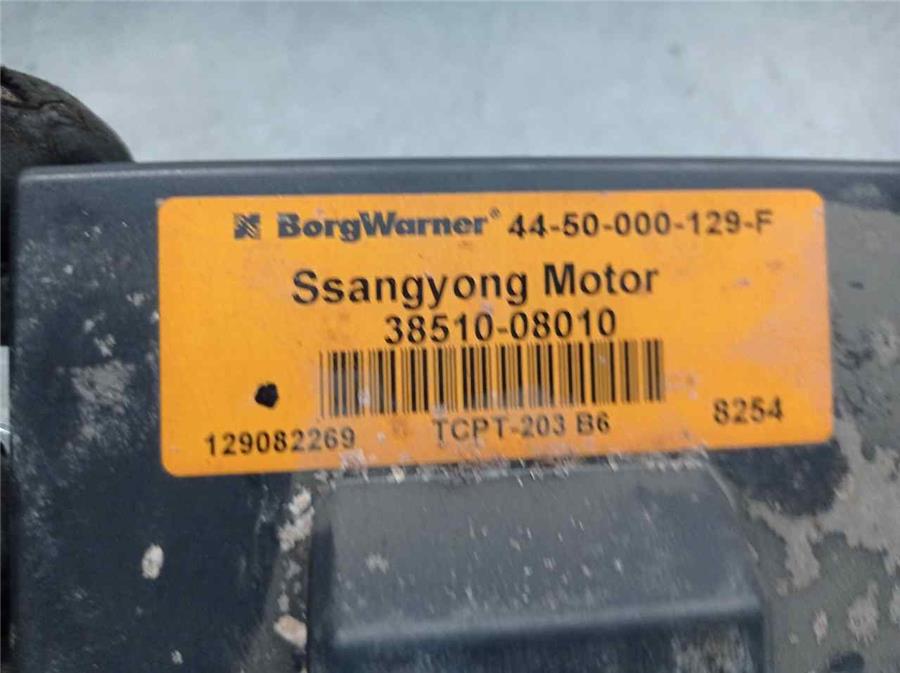 BorgWarner® 44-50-000-129-F
Ssangyong Motor
38510-08010
129082269 TCPT-203 B6 8254